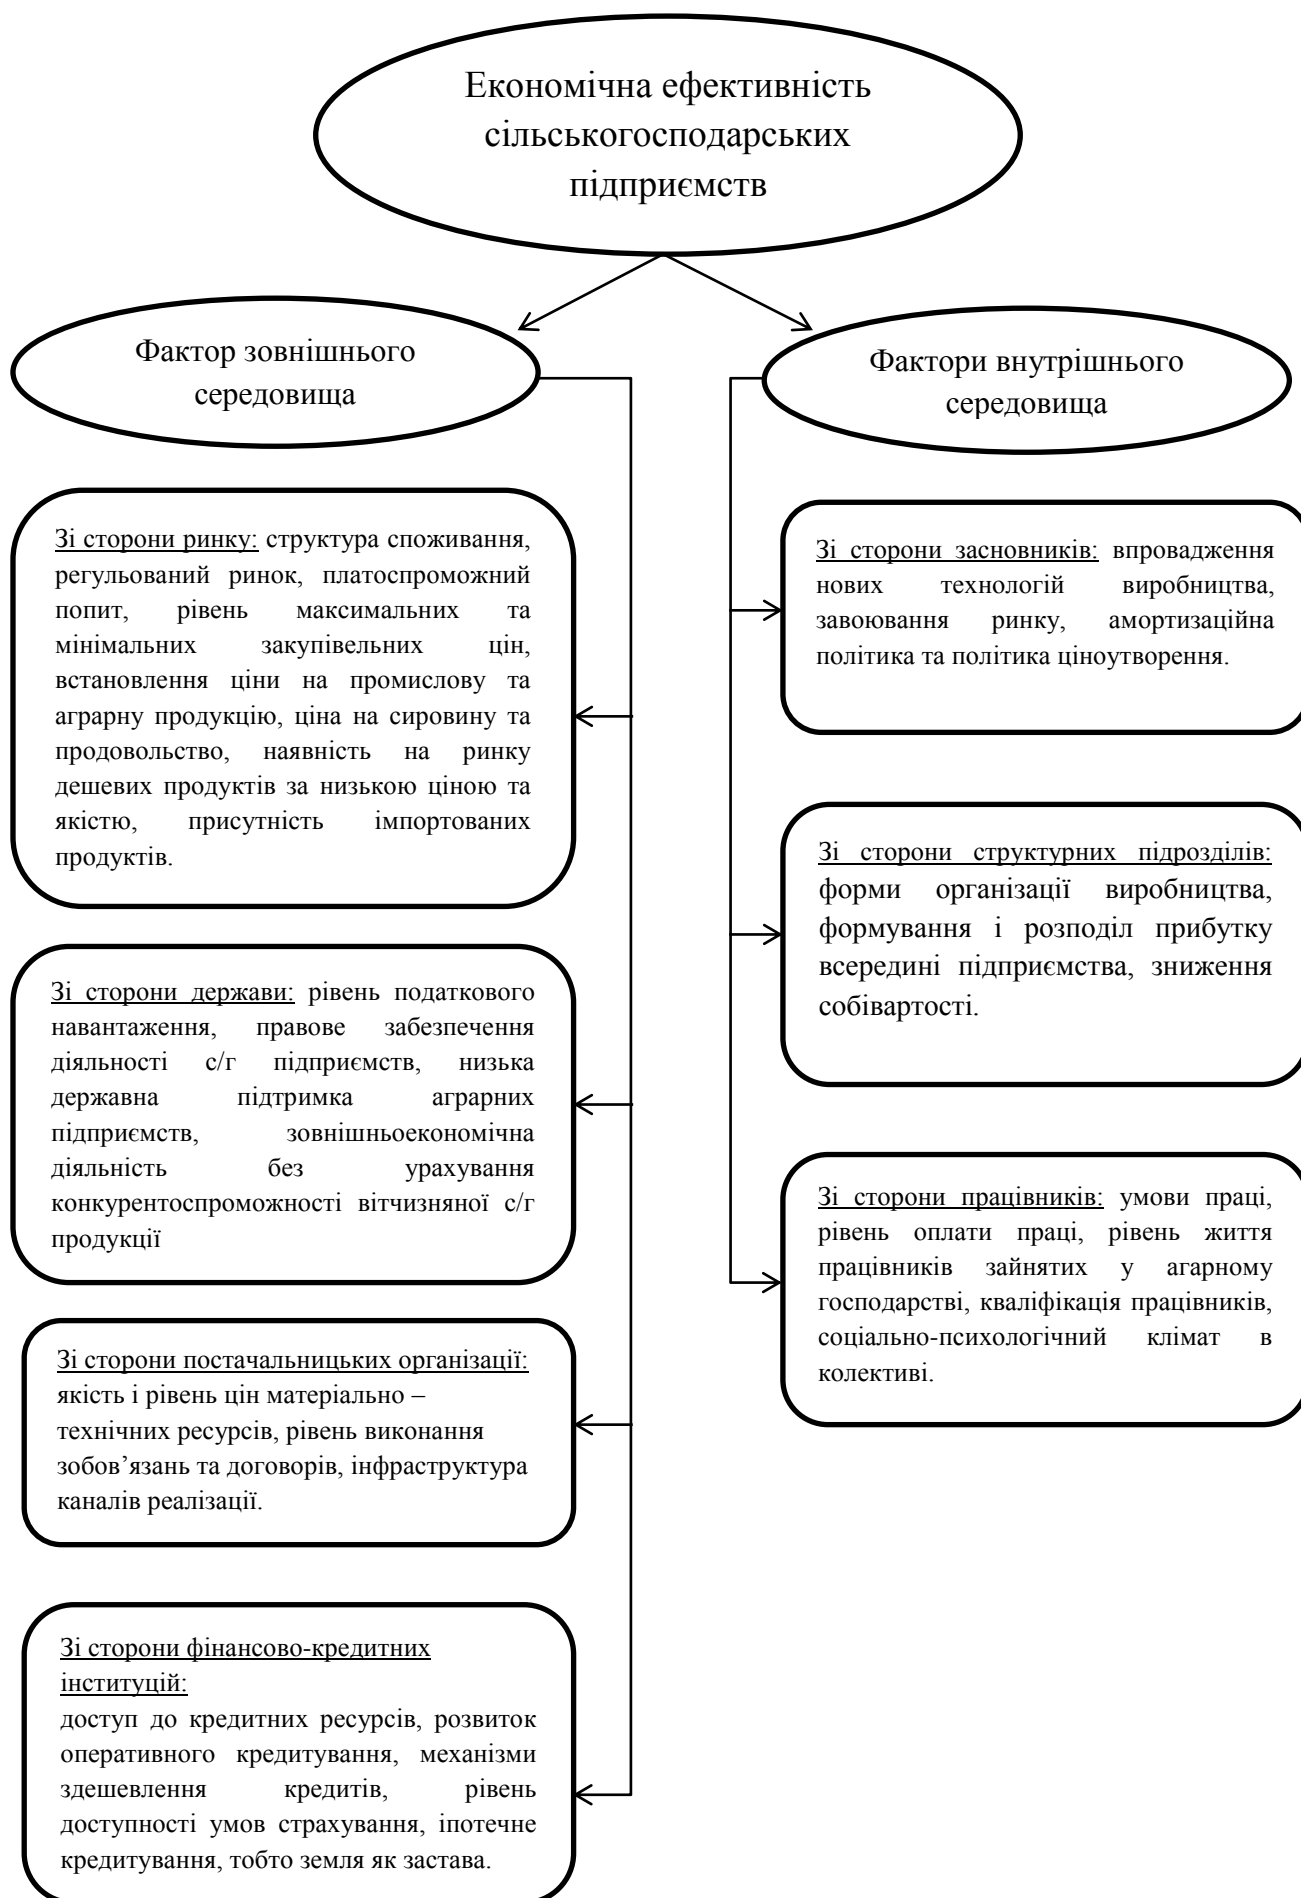 Економічна ефективність
сільськогосподарських
підприємств
Фактор зовнішнього
середовища
Фактори внутрішнього
середовища
Зі сторони ринку: структура споживання,
регульований ринок, платоспроможний
попит, рівень максимальних та
мінімальних закупівельних цін,
встановлення ціни на промислову та
аграрну продукцію, ціна на сировину та
продовольство, наявність на ринку
дешевих продуктів за низькою ціною та
якістю, присутність імпортованих
продуктів.
Зі сторони держави: рівень податкового
навантаження, правове забезпечення
діяльності с/г підприємств, низька
державна підтримка аграрних
підприємств, зовнішньоекономічна
діяльність без урахування
конкурентоспроможності вітчизняної с/г
продукції
Зі сторони постачальницьких організації:
якість і рівень цін матеріально –
технічних ресурсів, рівень виконання
зобов’язань та договорів, інфраструктура
каналів реалізації.
Зі сторони фінансово-кредитних
інституцій:
доступ до кредитних ресурсів, розвиток
оперативного кредитування, механізми
здешевлення кредитів, рівень
доступності умов страхування, іпотечне
кредитування, тобто земля як застава.
Зі сторони засновників: впровадження
нових технологій виробництва,
завоювання ринку, амортизаційна
політика та політика ціноутворення.
Зі сторони структурних підрозділів:
форми організації виробництва,
формування і розподіл прибутку
всередині підприємства, зниження
собівартості.
Зі сторони працівників: умови праці,
рівень оплати праці, рівень життя
працівників зайнятих у агарному
господарстві, кваліфікація працівників,
соціально-психологічний клімат в
колективі.